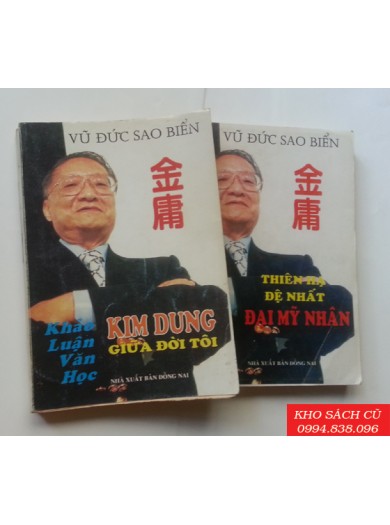 VŨ ĐỨC SAO BIỂN
金庸
Khảo
Luận
Văn
Học
KIM DUNG
GIỮA ĐỜI TÔI
NHÀ XUẤT BẢN ĐỒNG NAI
VŨ ĐỨC SAO BIỂN
金庸
THIÊN HẠ
ĐỆ NHẤT
ĐẠI MỸ NHÂN
NHÀ XUẤT BẢN ĐỒNG NAI
KHO SÁCH CŨ
0994.838.096